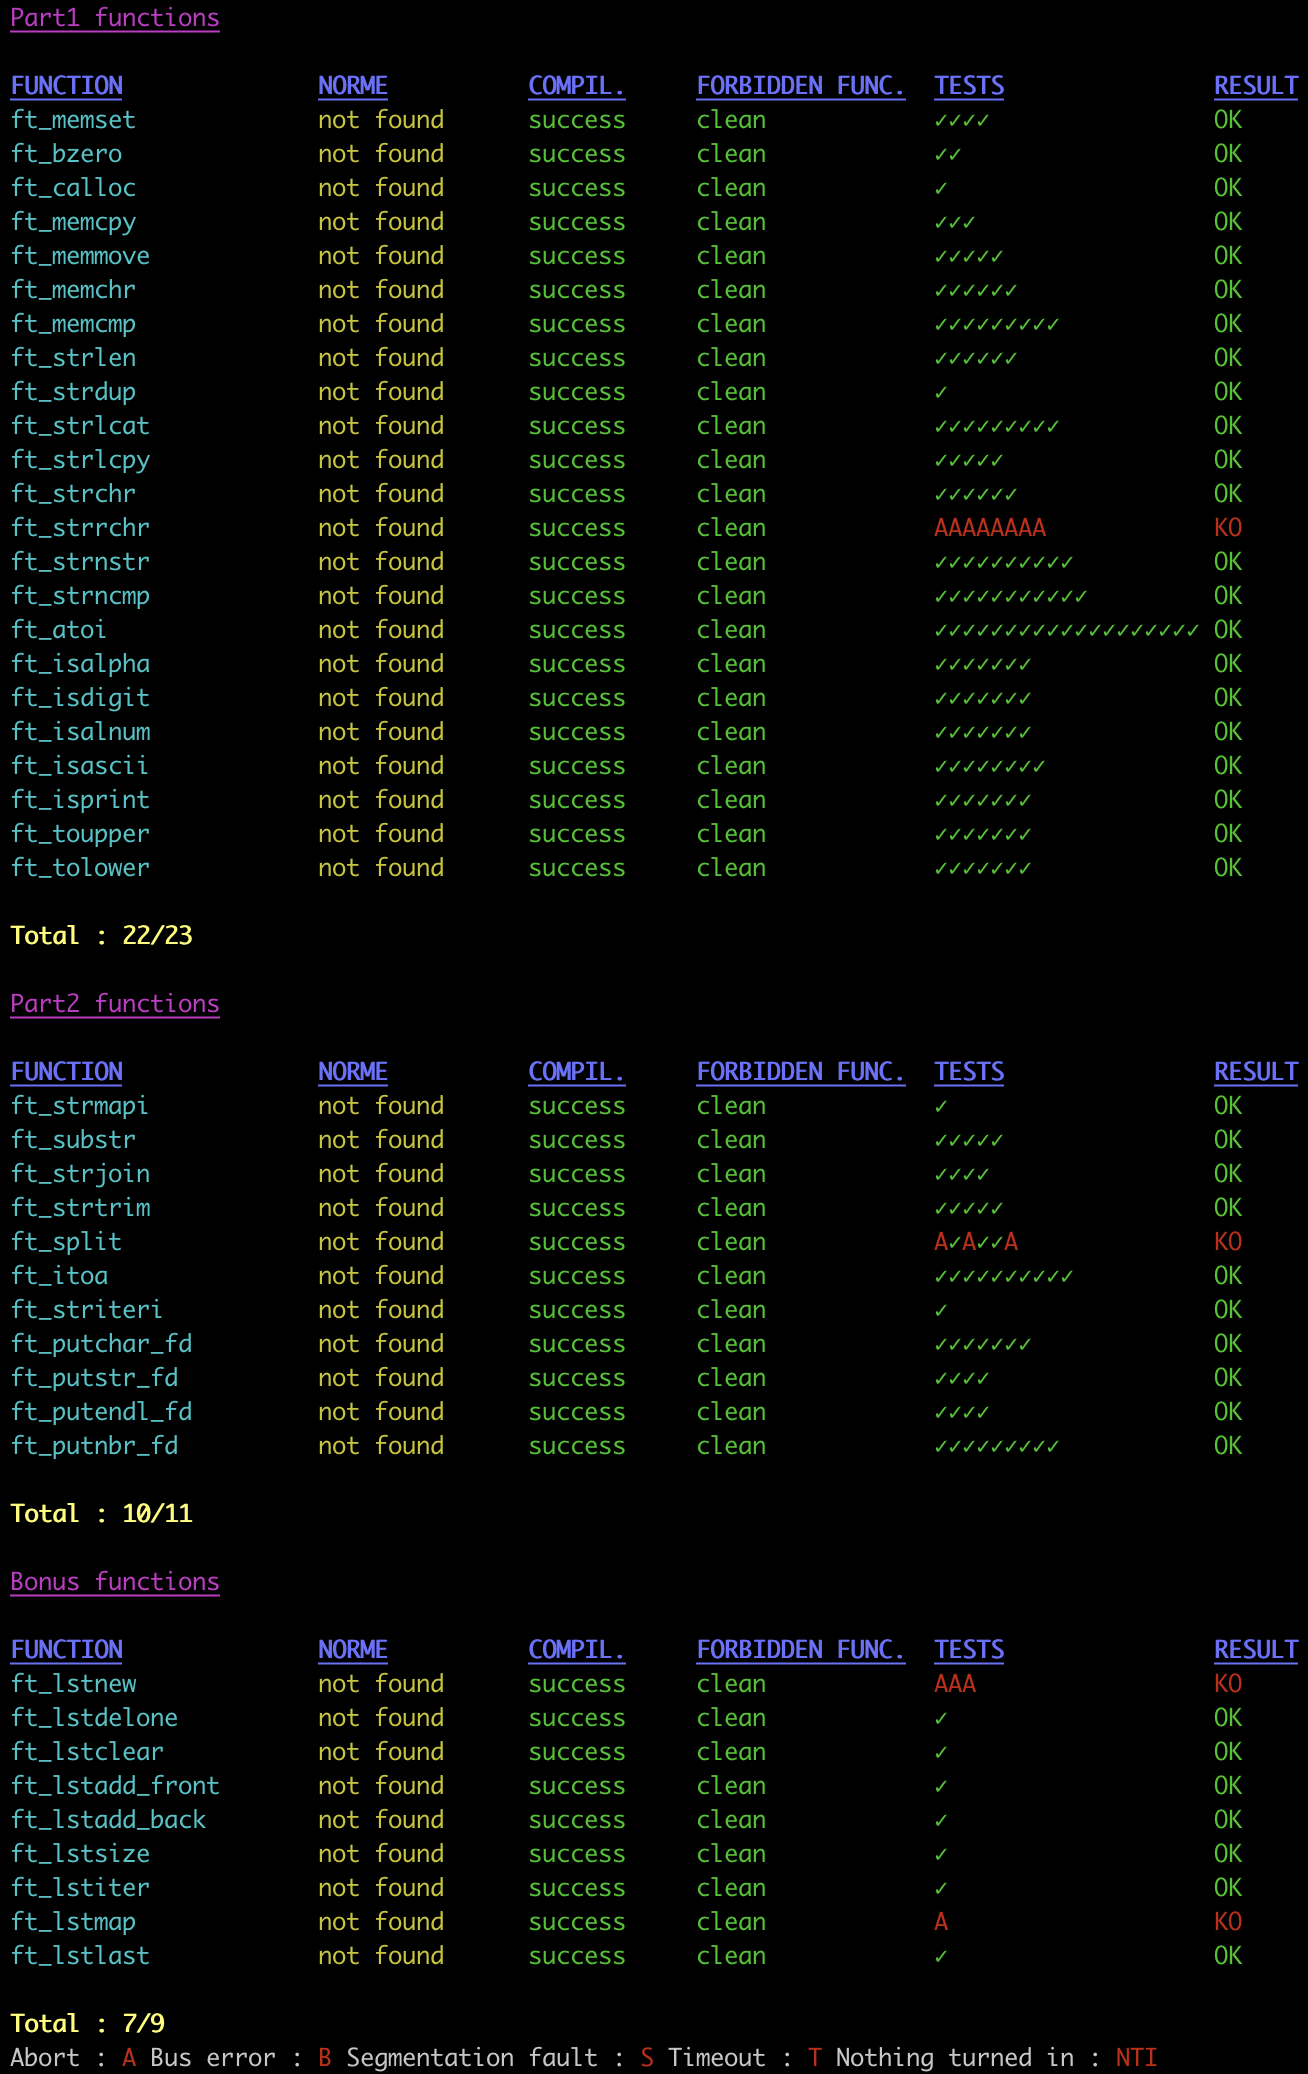 Part1 functions
FUNCTION NORME COMPIL. FORBIDDEN FUNC. TESTS RESULT
ft_memset not found success clean ✓✓✓✓ OK
ft_bzero not found success clean ✓✓ OK
ft_calloc not found success clean ✓ OK
ft_memcpy not found success clean ✓✓✓ OK
ft_memmove not found success clean ✓✓✓✓✓ OK
ft_memchr not found success clean ✓✓✓✓✓✓ OK
ft_memcmp not found success clean ✓✓✓✓✓✓✓✓✓ OK
ft_strlen not found success clean ✓✓✓✓✓✓ OK
ft_strdup not found success clean ✓ OK
ft_strlcat not found success clean ✓✓✓✓✓✓✓✓✓ OK
ft_strlcpy not found success clean ✓✓✓✓✓ OK
ft_strchr not found success clean ✓✓✓✓✓✓ OK
ft_strrchr not found success clean AAAAAAAA KO
ft_strnstr not found success clean ✓✓✓✓✓✓✓✓✓✓ OK
ft_strncmp not found success clean ✓✓✓✓✓✓✓✓✓✓✓ OK
ft_atoi not found success clean ✓✓✓✓✓✓✓✓✓✓✓✓✓✓✓✓✓✓✓ OK
ft_isalpha not found success clean ✓✓✓✓✓✓✓ OK
ft_isdigit not found success clean ✓✓✓✓✓✓✓ OK
ft_isalnum not found success clean ✓✓✓✓✓✓✓ OK
ft_isascii not found success clean ✓✓✓✓✓✓✓✓ OK
ft_isprint not found success clean ✓✓✓✓✓✓✓ OK
ft_toupper not found success clean ✓✓✓✓✓✓✓ OK
ft_tolower not found success clean ✓✓✓✓✓✓✓ OK
Total : 22/23
Part2 functions
FUNCTION NORME COMPIL. FORBIDDEN FUNC. TESTS RESULT
ft_strmapi not found success clean ✓ OK
ft_substr not found success clean ✓✓✓✓✓ OK
ft_strjoin not found success clean ✓✓✓✓ OK
ft_strtrim not found success clean ✓✓✓✓✓ OK
ft_split not found success clean A✓A✓✓A KO
ft_itoa not found success clean ✓✓✓✓✓✓✓✓✓✓ OK
ft_striteri not found success clean ✓ OK
ft_putchar_fd not found success clean ✓✓✓✓✓✓✓ OK
ft_putstr_fd not found success clean ✓✓✓✓ OK
ft_putendl_fd not found success clean ✓✓✓✓ OK
ft_putnbr_fd not found success clean ✓✓✓✓✓✓✓✓✓ OK
Total : 10/11
Bonus functions
FUNCTION NORME COMPIL. FORBIDDEN FUNC. TESTS RESULT
ft_lstnew not found success clean AAA KO
ft_lstdelone not found success clean ✓ OK
ft_lstclear not found success clean ✓ OK
ft_lstadd_front not found success clean ✓ OK
ft_lstadd_back not found success clean ✓ OK
ft_lstsize not found success clean ✓ OK
ft_lstiter not found success clean ✓ OK
ft_lstmap not found success clean A KO
ft_lstlast not found success clean ✓ OK
Total : 7/9
Abort : A Bus error : B Segmentation fault : S Timeout : T Nothing turned in : NTI